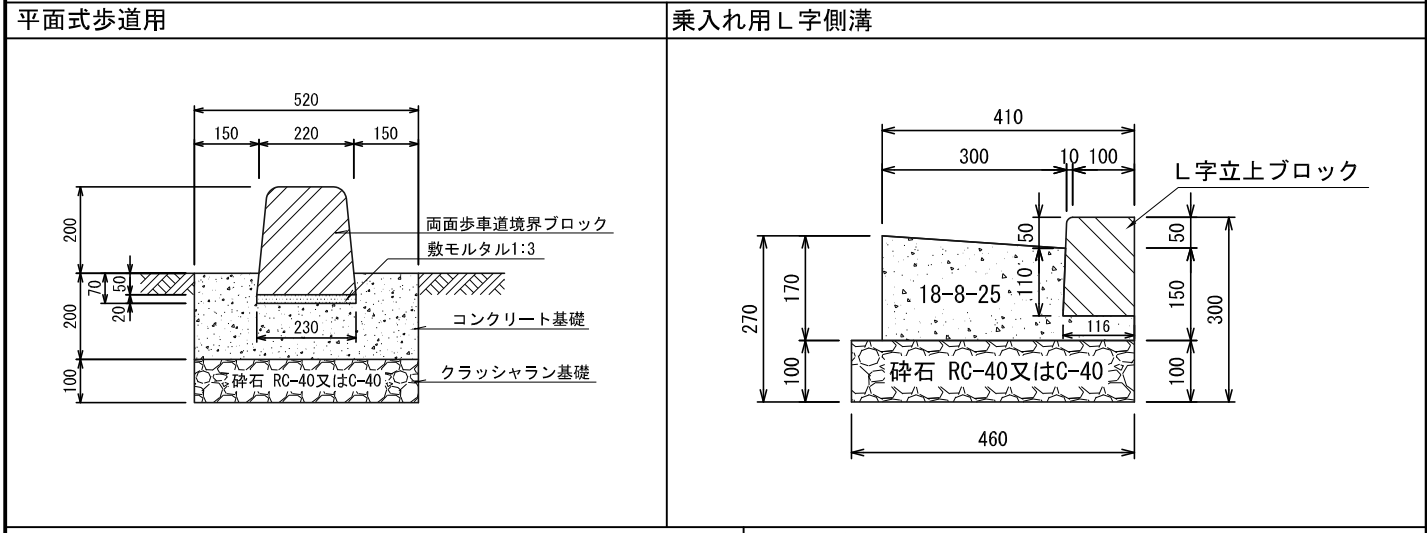 平面式歩道用
乗入れ用L字側溝
520
150 220 150
200
200
100
70
50
20
両面歩車道境界ブロック
敷モルタル1:3
230
コンクリート基礎
クラッシャラン基礎
砕石 RC-40又はC-40
410
300 10 100
L字立上ブロック
270
170
100
50
110
18-8-25
116
50
150
100
300
砕石 RC-40又はC-40
460